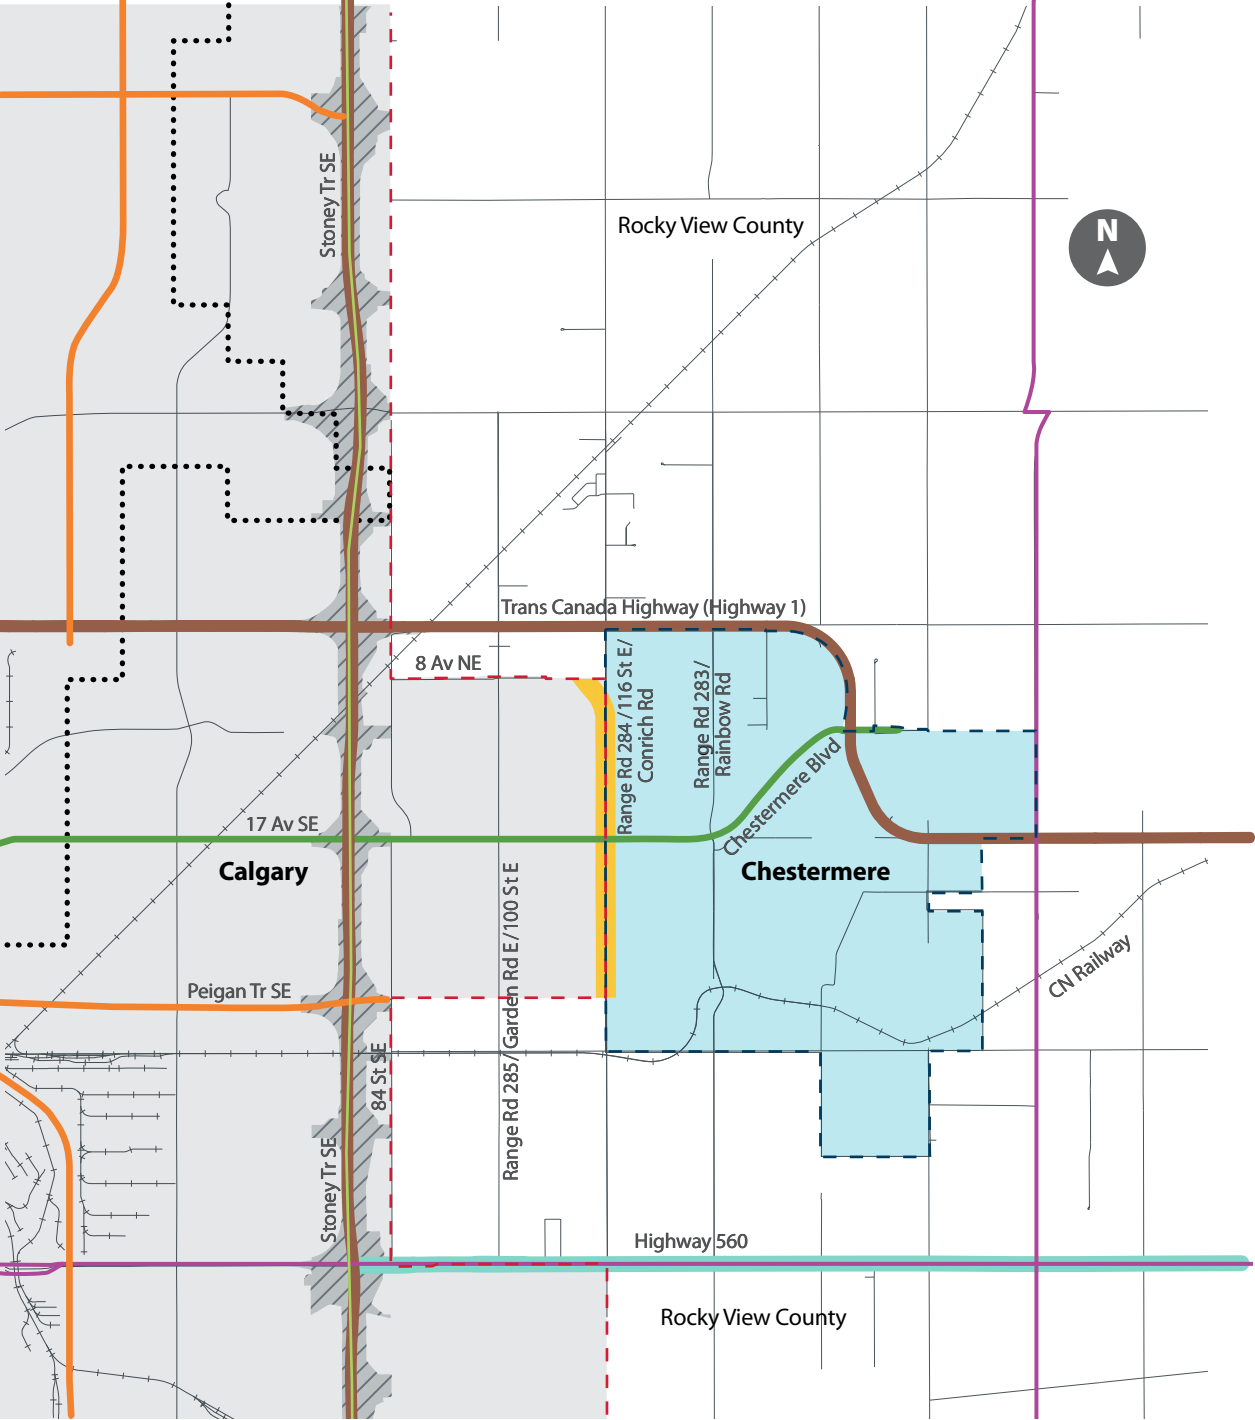 Stoney Tr SE
Rocky View County
N
Trans Canada Highway (Highway 1)
8 Av NE
Range Rd 284 /116 St E/
Conrich Rd
Range Rd 283/
Rainbow Rd
Chestermere Blvd
17 Av SE
Calgary
Chestermere
Range Rd 285/ Garden Rd E /100 St E
Peigan Tr SE
CN Railway
84 St SE
Stoney Tr SE
Highway 560
Rocky View County